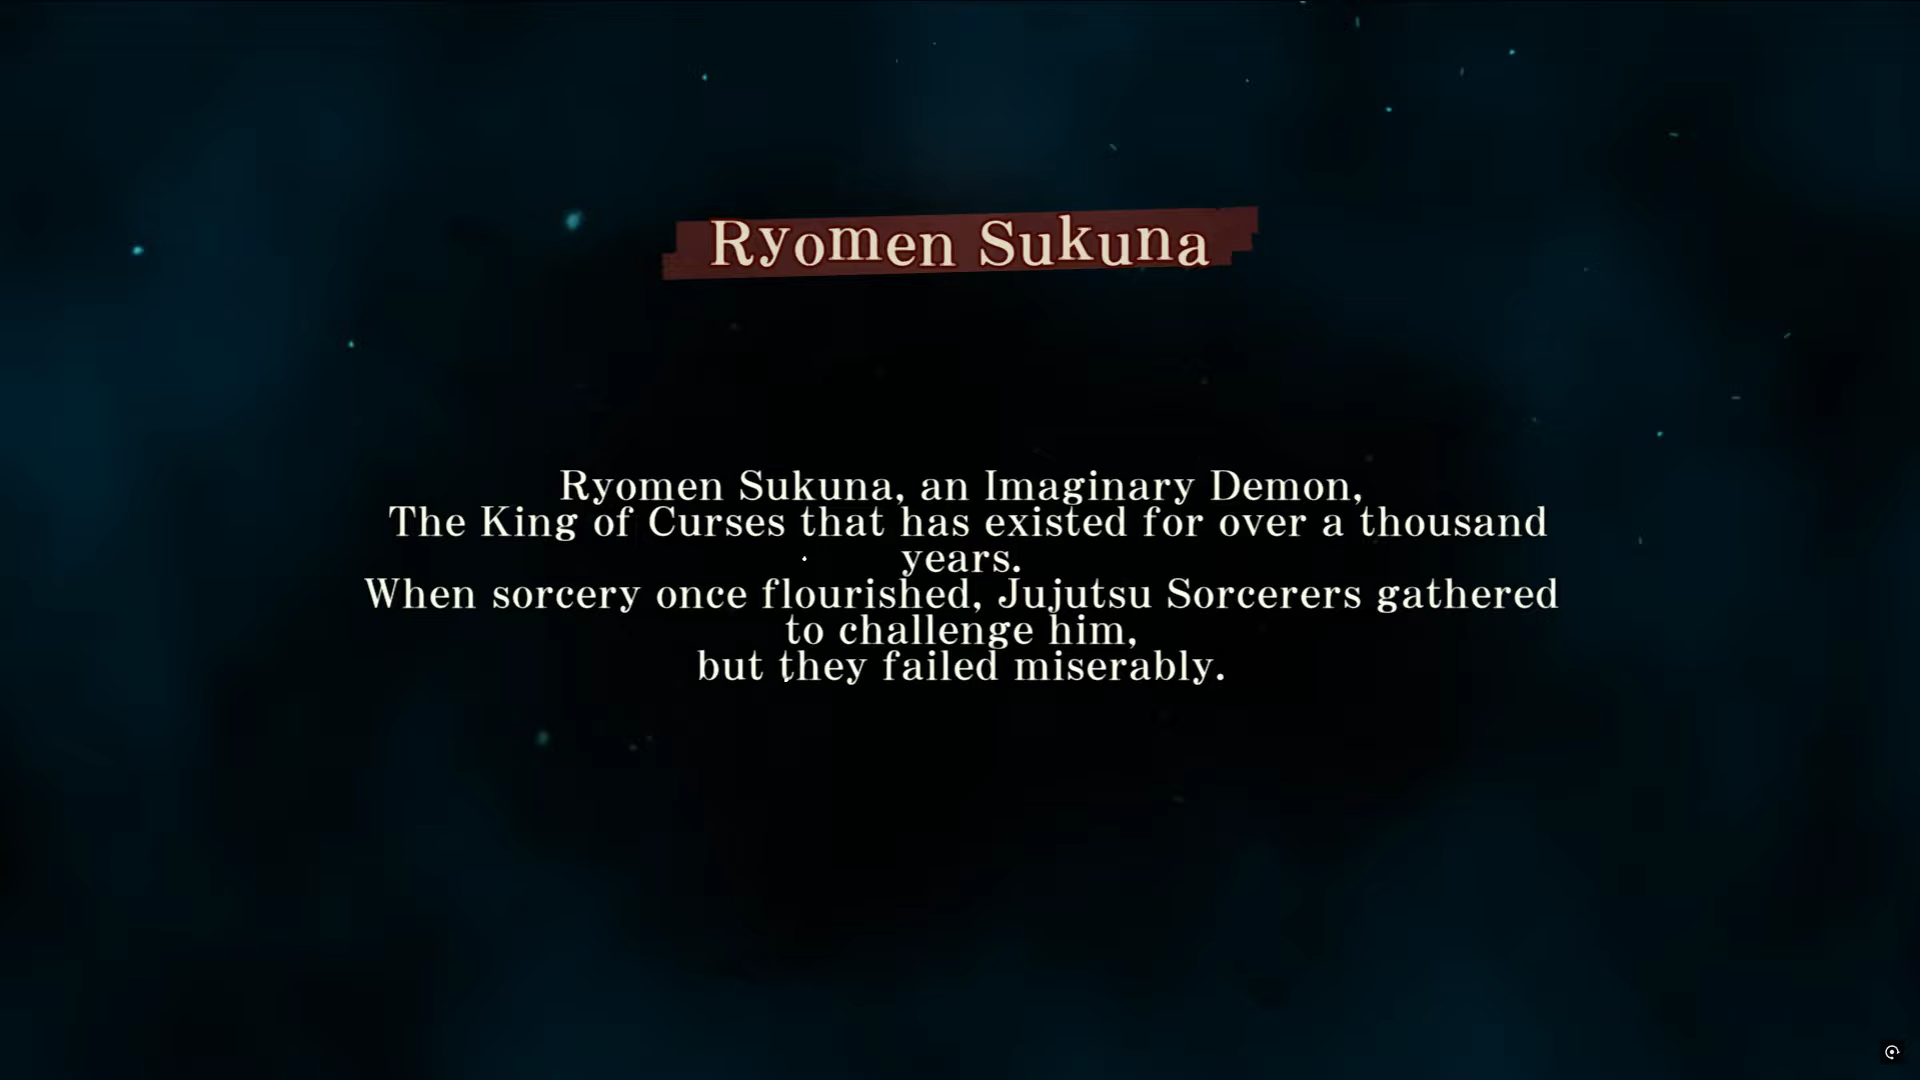 Ryomen Sukuna
Ryomen Sukuna, an Imaginary Demon,
The King of Curses that has existed for over a thousand
years.
When sorcery once flourished, Jujutsu Sorcerers gathered
to challenge him,
but they failed miserably.